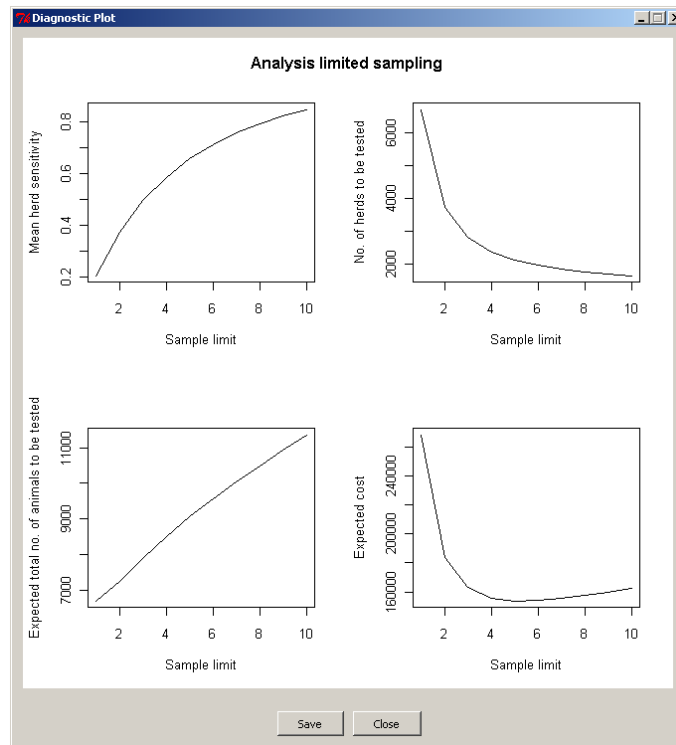 Diagnostic Plot
Analysis limited sampling
Mean herd sensitivity
0.2 0.4 0.6 0.8
2 4 6 8 10
Sample limit
No. of herds to be tested
2000 4000 6000
2 4 6 8 10
Sample limit
Expected total no. of animals to be tested
7000 9000 11000
2 4 6 8 10
Sample limit
Expected cost
160000 200000 240000
2 4 6 8 10
Sample limit
Save
Close